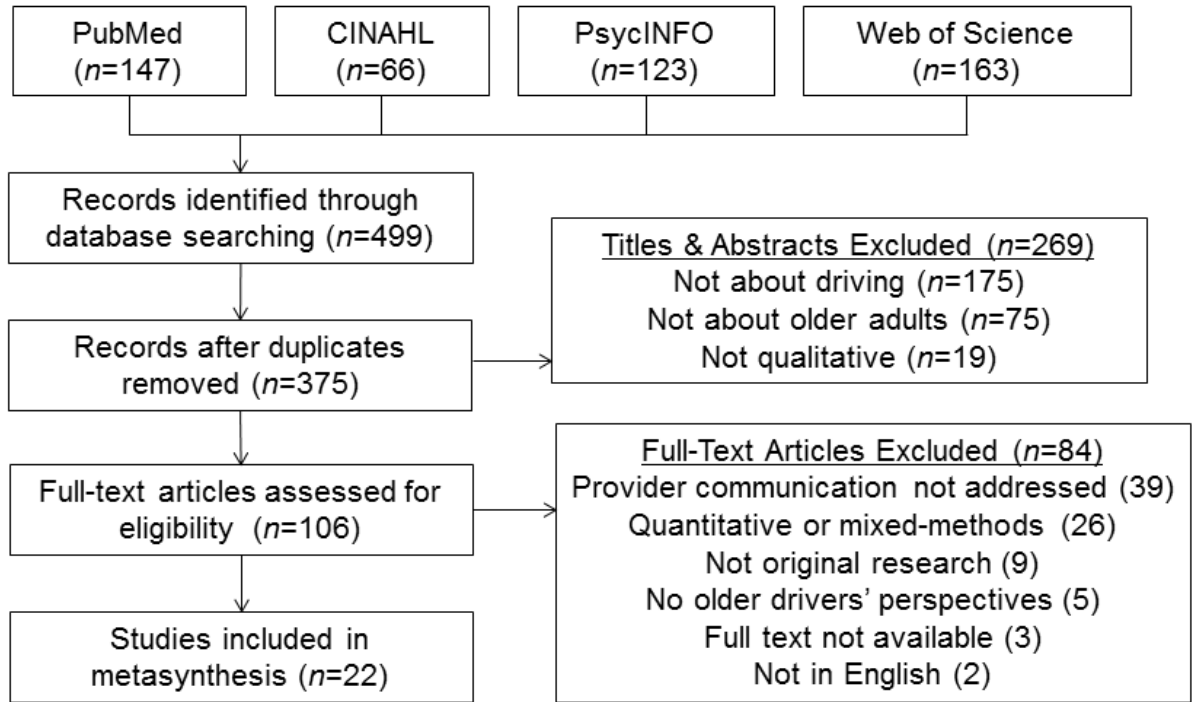 PubMed
(n=147)
CINAHL
(n=66)
PsycINFO
(n=123)
Web of Science
(n=163)
Records identified through
database searching (n=499)
Titles & Abstracts Excluded (n=269)
Not about driving (n=175)
Not about older adults (n=75)
Not qualitative (n=19)
Records after duplicates
removed (n=375)
Full-Text Articles Excluded (n=84)
Provider communication not addressed (39)
Quantitative or mixed-methods (26)
Not original research (9)
No older drivers’ perspectives (5)
Full text not available (3)
Not in English (2)
Full-text articles assessed for
eligibility (n=106)
Studies included in
metasynthesis (n=22)